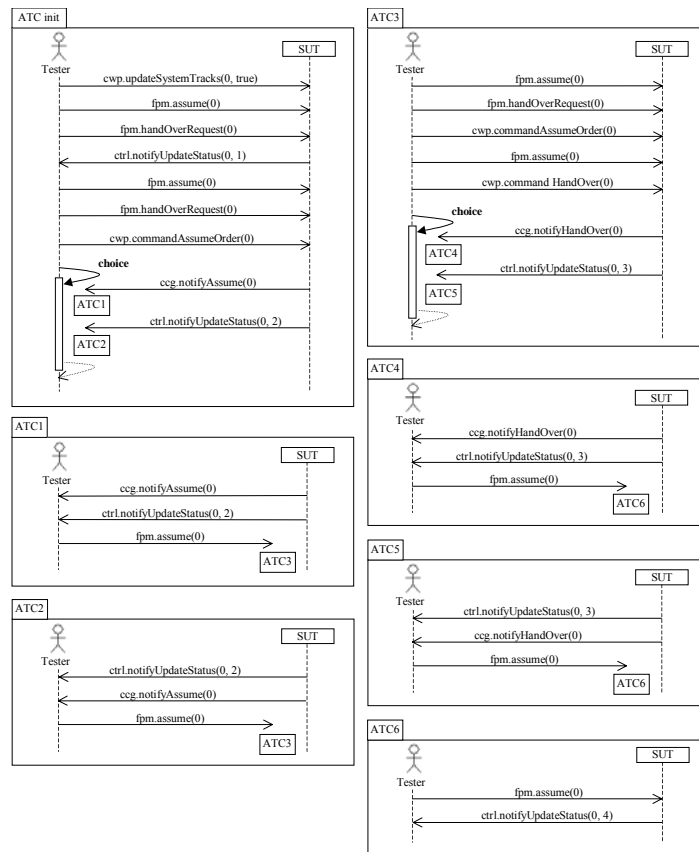 ATC init
SUT
Tester
cwp.updateSystemTracks(0, true)
fpm.assume(0)
fpm.handOverRequest(0)
ctrl.notifyUpdateStatus(0, 1)
fpm.assume(0)
fpm.handOverRequest(0)
cwp.commandAssumeOrder(0)
choice
ccg.notifyAssume(0)
ATC1
ctrl.notifyUpdateStatus(0, 2)
ATC2
ATC1
SUT
Tester
ccg.notifyAssume(0)
ctrl.notifyUpdateStatus(0, 2)
fpm.assume(0)
ATC3
ATC2
SUT
Tester
ctrl.notifyUpdateStatus(0, 2)
ccg.notifyAssume(0)
fpm.assume(0)
ATC3
ATC3
SUT
Tester
fpm.assume(0)
fpm.handOverRequest(0)
cwp.commandAssumeOrder(0)
fpm.assume(0)
cwp.command HandOver(0)
choice
ccg.notifyHandOver(0)
ATC4
ctrl.notifyUpdateStatus(0, 3)
ATC5
ATC4
SUT
Tester
ccg.notifyHandOver(0)
ctrl.notifyUpdateStatus(0, 3)
fpm.assume(0)
ATC6
ATC5
SUT
Tester
ctrl.notifyUpdateStatus(0, 3)
ccg.notifyHandOver(0)
fpm.assume(0)
ATC6
ATC6
SUT
Tester
fpm.assume(0)
ctrl.notifyUpdateStatus(0, 4)